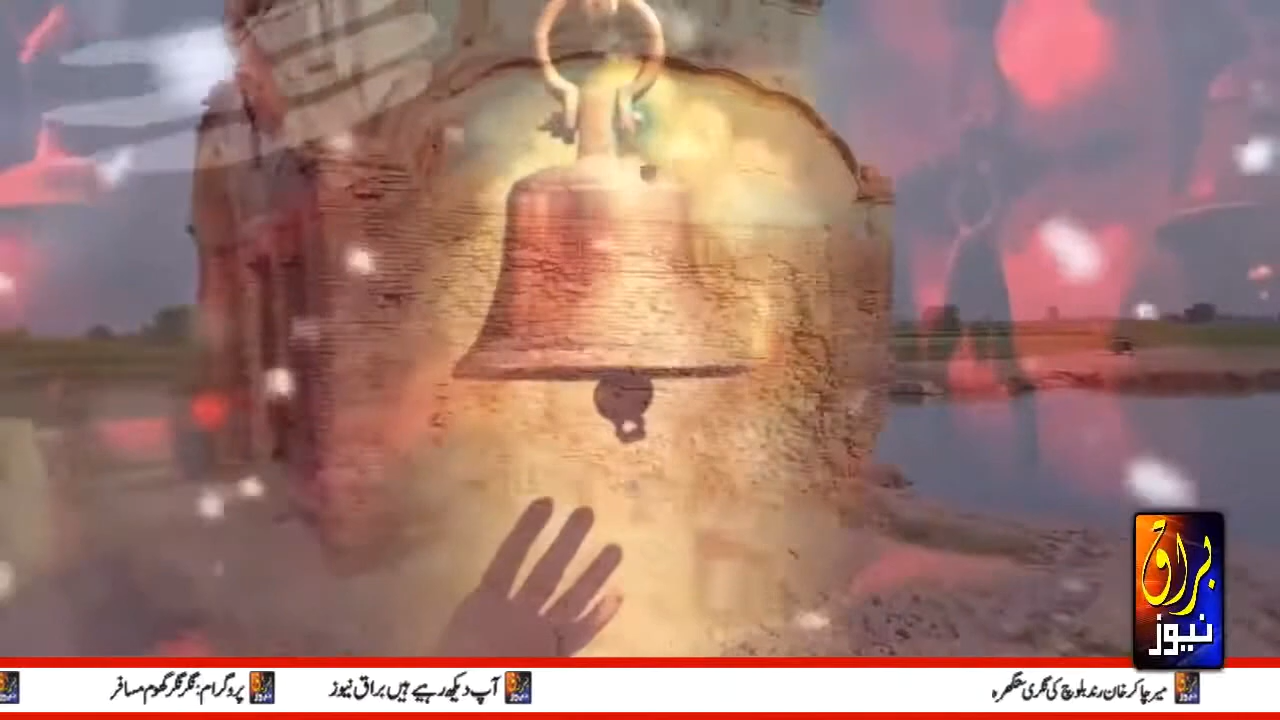 براق
نیوز
میر چاکر خان رند بلوچ کی نگری ستگھرہ
آپ دیکھ رہیے ہیں براق نیوز
پروگرام: نگر نگر گھوم مسافر